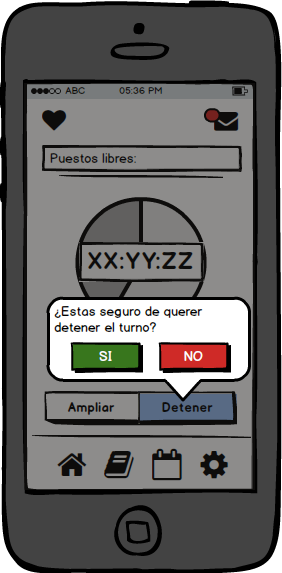 ABC 05:36 PM
Puestos libres:
XX:YY:ZZ
¿Estas seguro de querer
detener el turno?
SI NO
Ampliar Detener